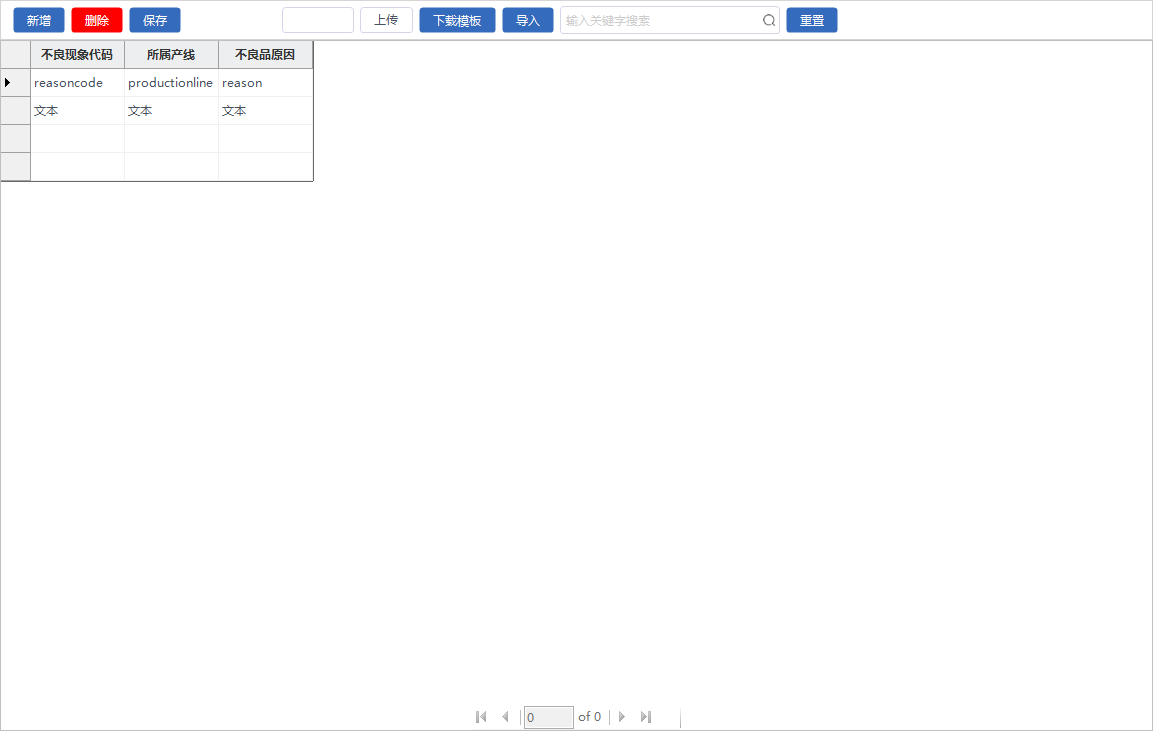 新增 删除 保存 上传 下载模板 导入 输入关键字搜索 重置
不良现象代码 所属产线 不良品原因
reasoncode productionline reason
文本 文本 文本
0 of 0